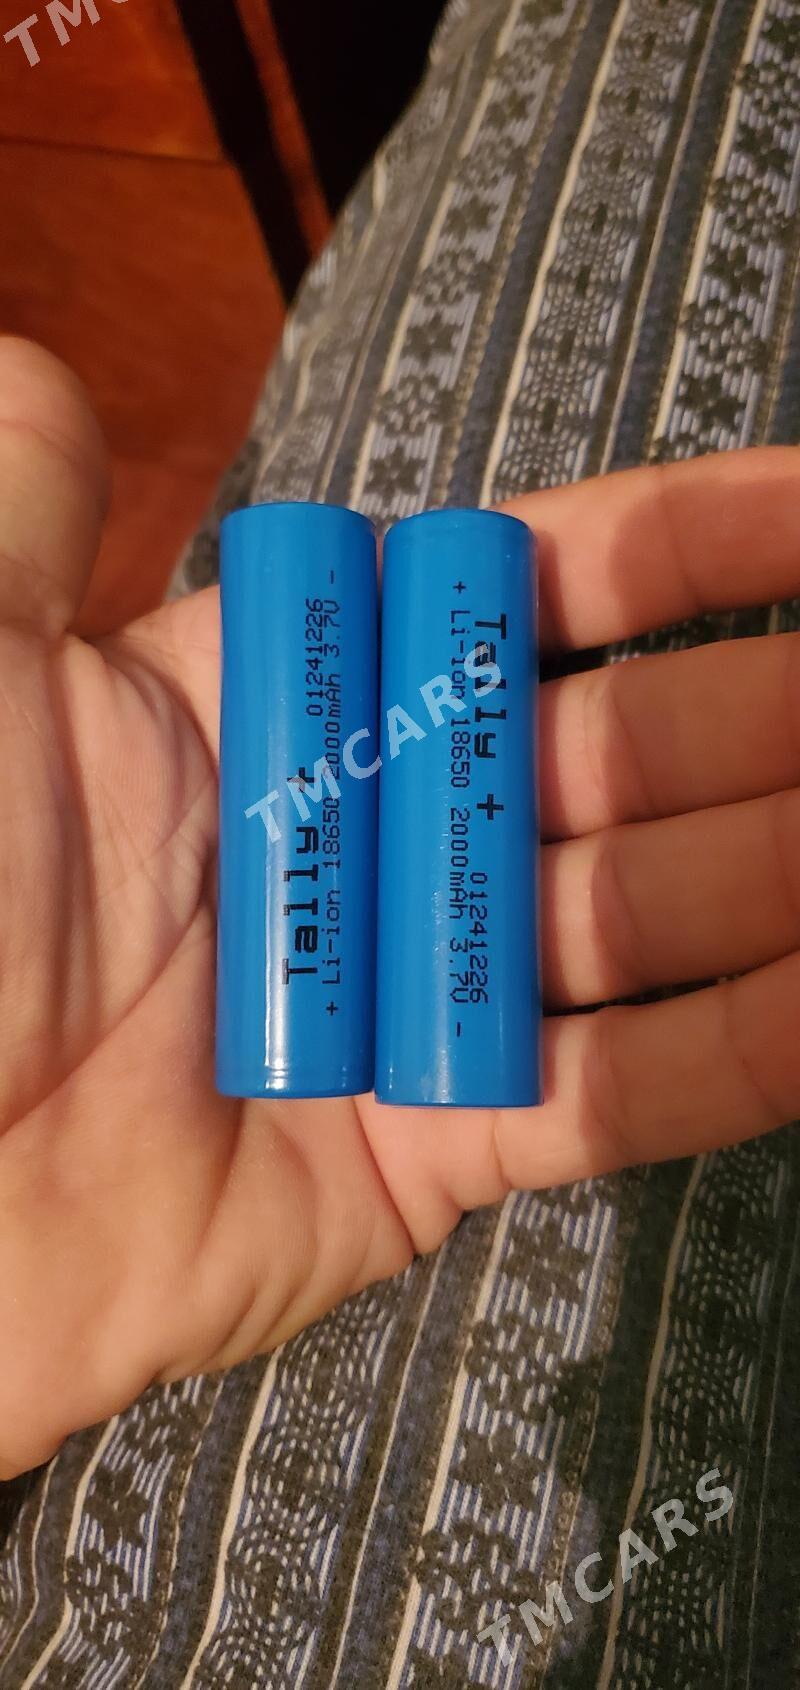 Tally + 01241226
+ Li-ion 18650 2000mAh 3.7V -
Tally + 01241226
+ Li-ion 18650 2000mAh 3.7V -
TMCARS
TMCARS